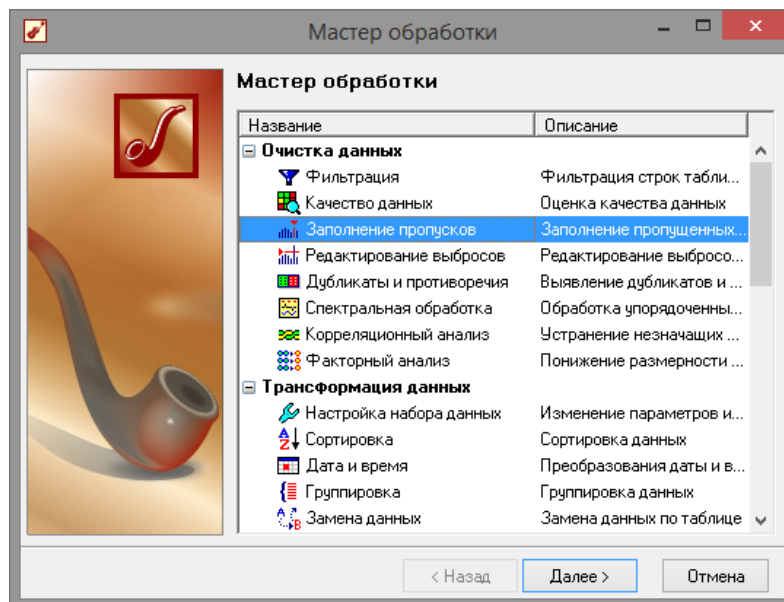 Мастер обработки
Мастер обработки
Название Описание
Очистка данных
Фильтрация Фильтрация строк табли...
Качество данных Оценка качества данных
Заполнение пропусков Заполнение пропущенных...
Редактирование выбросов Редактирование выбросо...
Дубликаты и противоречия Выявление дубликатов и ...
Спектральная обработка Обработка упорядоченны...
Корреляционный анализ Устранение незначащих ...
Факторный анализ Понижение размерности ...
Трансформация данных
Настройка набора данных Изменение параметров и...
Сортировка Сортировка данных
Дата и время Преобразования даты и в...
Группировка Группировка данных
Замена данных Замена данных по таблице
< Назад Далее > Отмена